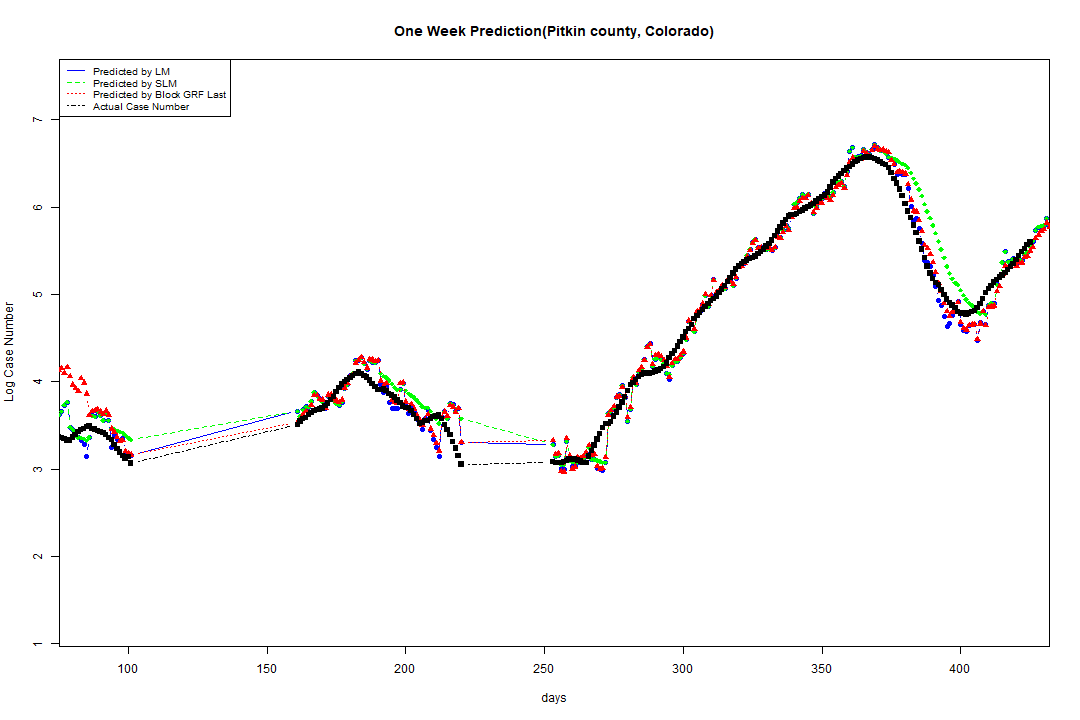 One Week Prediction(Pitkin county, Colorado)
Predicted by LM
Predicted by SLM
Predicted by Block GRF Last
Actual Case Number
7
6
5
4
3
2
1
Log Case Number
100 150 200 250 300 350 400
days